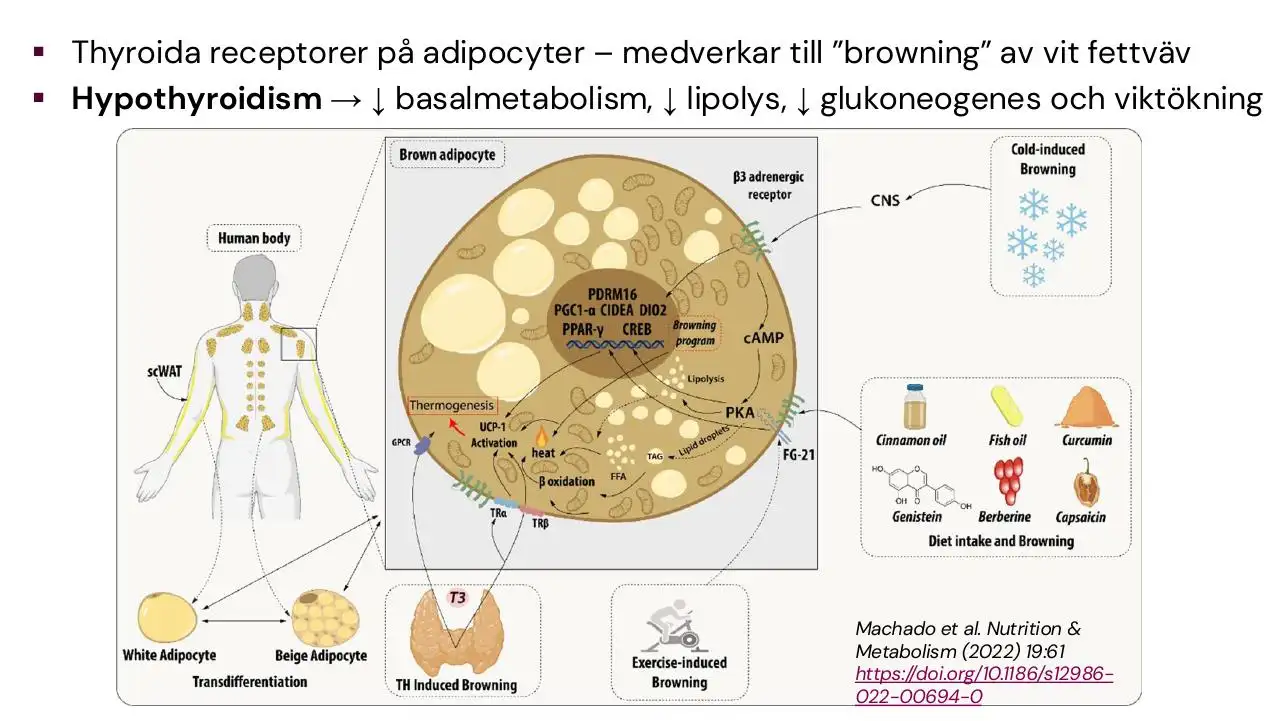 ▪ Thyroida receptorer på adipocyter – medverkar till ”browning” av vit fettväv
▪ Hypothyroidism → ↓ basalmetabolism, ↓ lipolys, ↓ glukoneogenes och viktökning
Brown adipocyte
β3 adrenergic
receptor
CNS
Cold-induced
Browning
Human body
scWAT
PDRM16
PGC1-α CIDEA DIO2
PPAR-γ CREB
Browning
program
cAMP
Lipolysis
PKA
Thermogenesis
UCP-1
Activation
GPCR
heat
Lipid droplets
TAG
FFA
FG-21
β oxidation
TRα
TRβ
Cinnamon oil
Fish oil
Curcumin
HO
O
OH
O
OH
Genistein
Berberine
Capsaicin
Diet intake and Browning
White Adipocyte
Beige Adipocyte
Transdifferentiation
T3
TH Induced Browning
Exercise-induced
Browning
Machado et al. Nutrition &
Metabolism (2022) 19:61
https://doi.org/10.1186/s12986-
022-00694-0